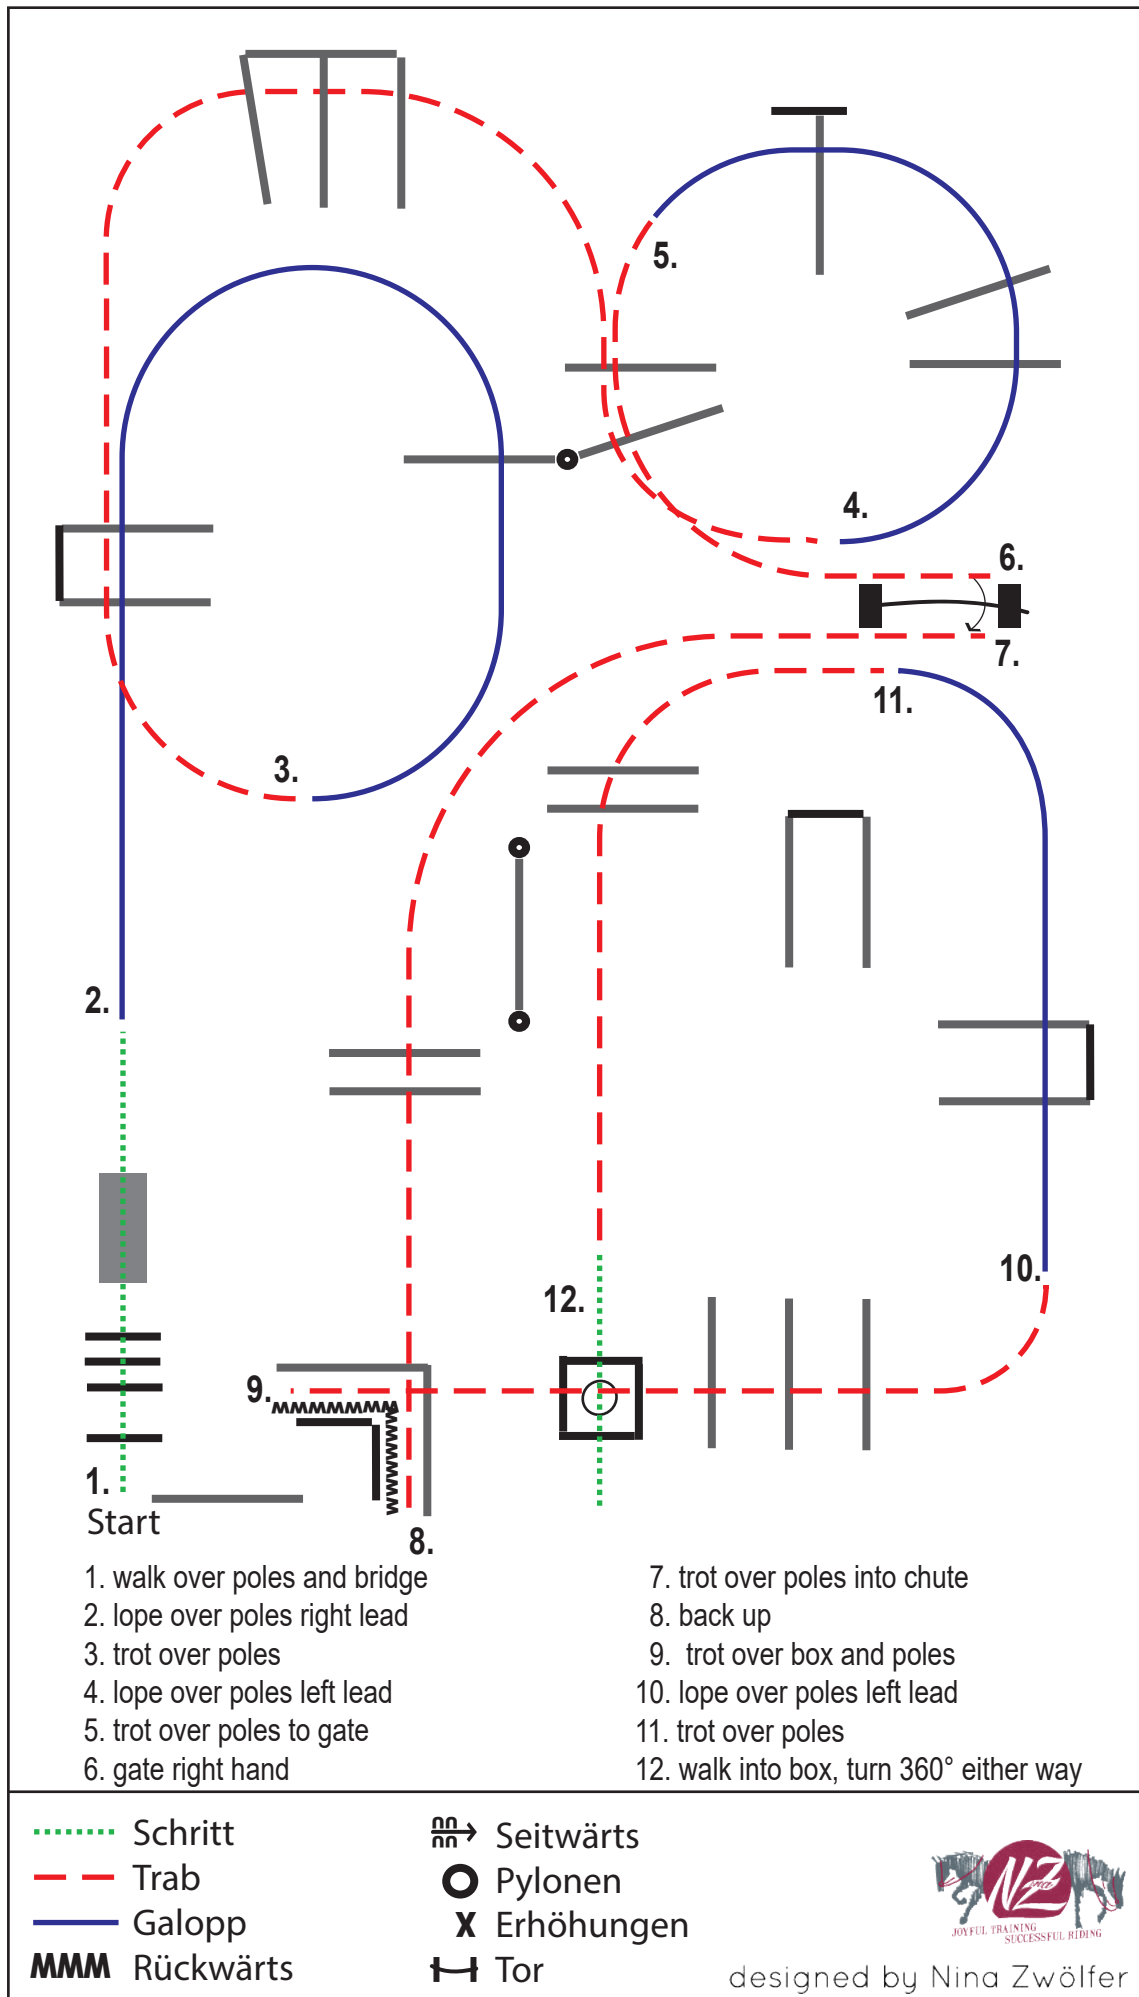 5.
4.
6.
7.
11.
3.
2.
10.
12.
9.
1.
Start
8.
1. walk over poles and bridge
2. lope over poles right lead
3. trot over poles
4. lope over poles left lead
5. trot over poles to gate
6. gate right hand
7. trot over poles into chute
8. back up
9. trot over box and poles
10. lope over poles left lead
11. trot over poles
12. walk into box, turn 360° either way
Schritt
Trab
Galopp
Rückwärts
Seitwärts
Pylonen
X Erhöhungen
Tor
NZ
JOYFUL TRAINING
SUCCESSFUL RIDING
designed by Nina Zwölfer